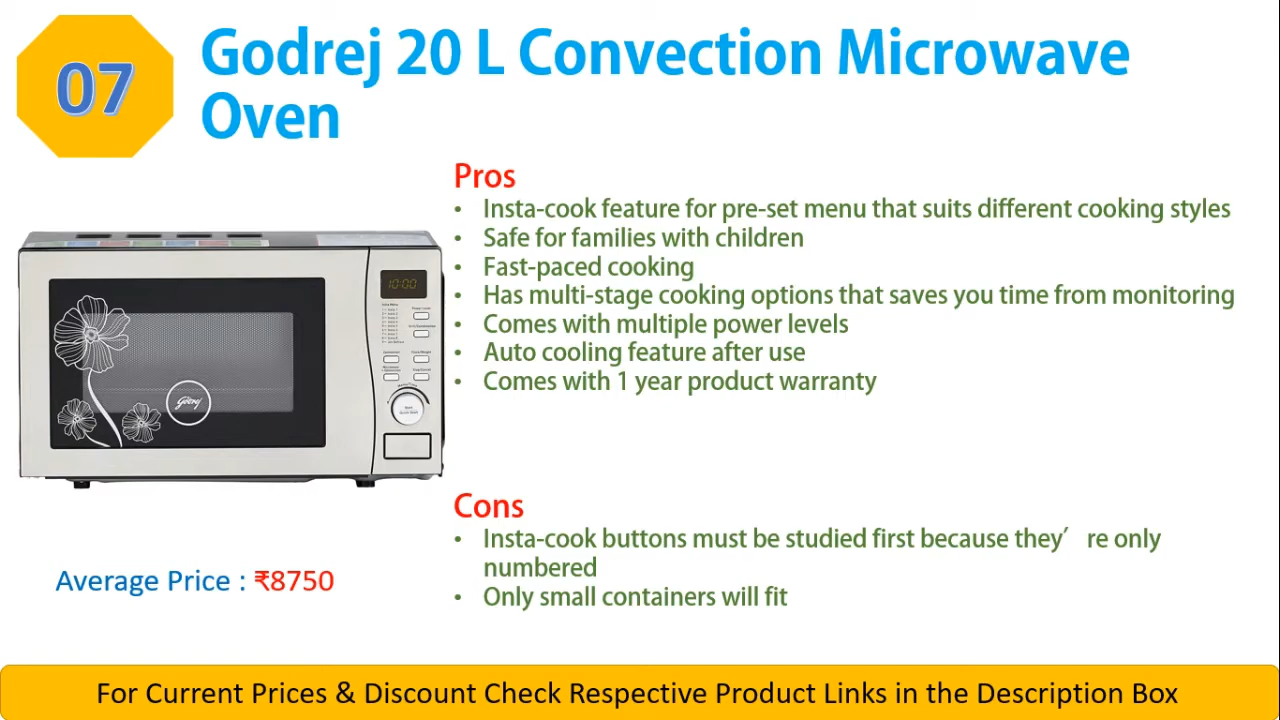 07
Godrej 20 L Convection Microwave
Oven
Pros
• Insta-cook feature for pre-set menu that suits different cooking styles
• Safe for families with children
• Fast-paced cooking
• Has multi-stage cooking options that saves you time from monitoring
• Comes with multiple power levels
• Auto cooling feature after use
• Comes with 1 year product warranty
10:00
Godrej
Cons
• Insta-cook buttons must be studied first because they’ re only
numbered
• Only small containers will fit
Average Price : ₹8750
For Current Prices & Discount Check Respective Product Links in the Description Box